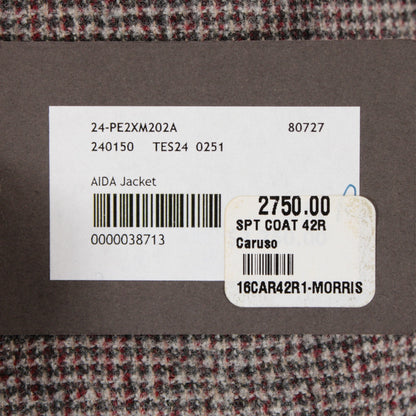 24-PE2XM202A 80727
240150 TES24 0251
AIDA Jacket
0000038713
2750.00
SPT COAT 42R
Caruso
16CAR42R1-MORRIS